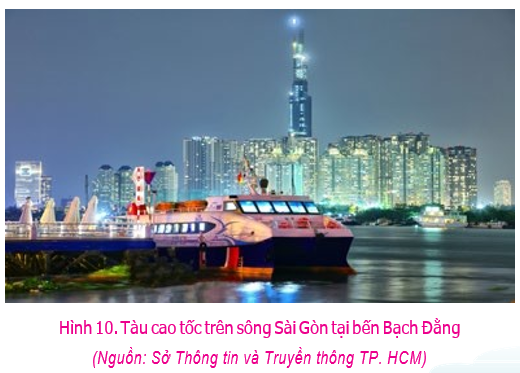 Hình 10. Tàu cao tốc trên sông Sài Gòn tại bến Bạch Đằng
(Nguồn: Sở Thông tin và Truyền thông TP. HCM)